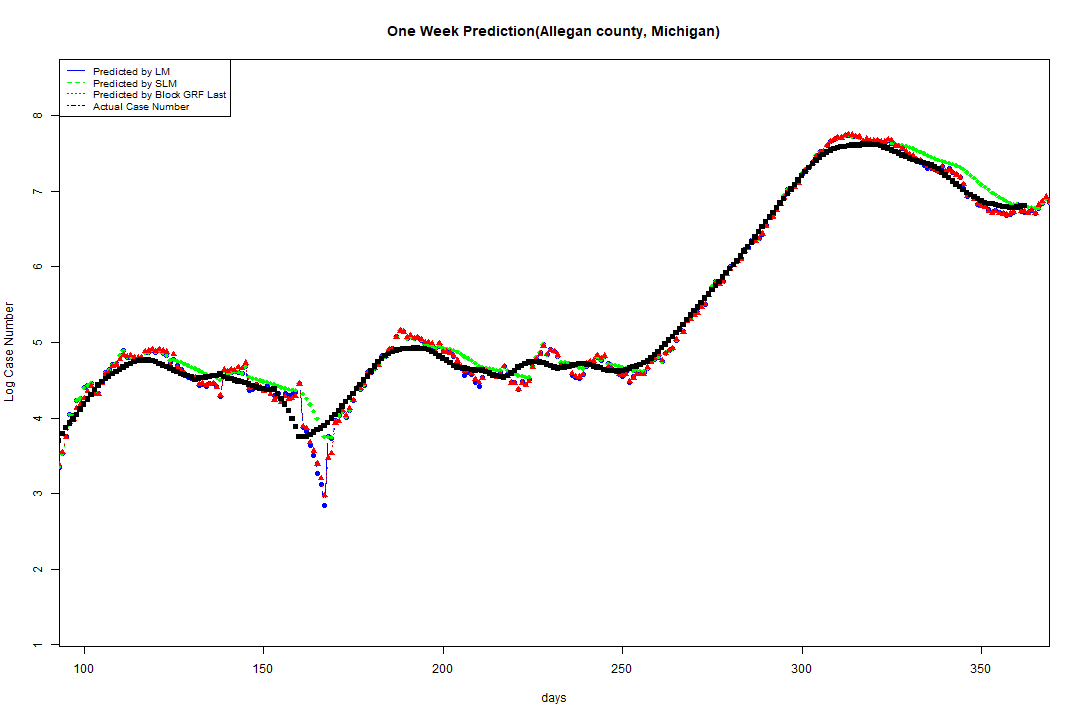 One Week Prediction(Allegan county, Michigan)
Predicted by LM
Predicted by SLM
Predicted by Block GRF Last
Actual Case Number
Log Case Number
8
7
6
5
4
3
2
1
100 150 200 250 300 350
days